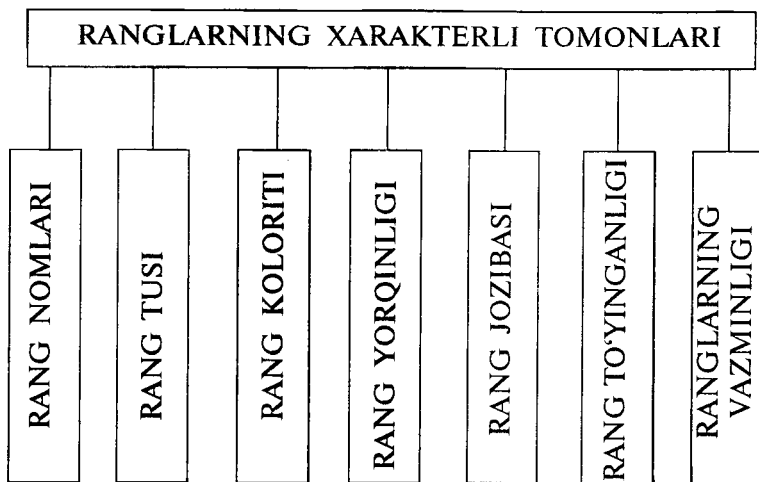 RANGLARNING XARAKTERLI TOMONLARI
RANG NOMLARI
RANG TUSI
RANG KOLORITI
RANG YORQINLIGI
RANG JOZIBASI
RANG TO‘YINGANLIGI
RANGLARNING
VAZMINLIGI